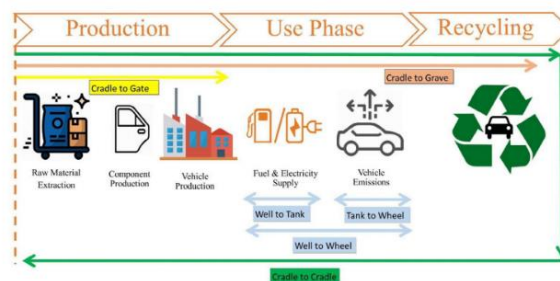 Production
Use Phase
Recycling
Cradle to Gate
Cradle to Grave
Raw Material
Extraction
Component
Production
Vehicle
Production
Fuel & Electricity
Supply
Vehicle
Emissions
Well to Tank
Tank to Wheel
Well to Wheel
Cradle to Cradle